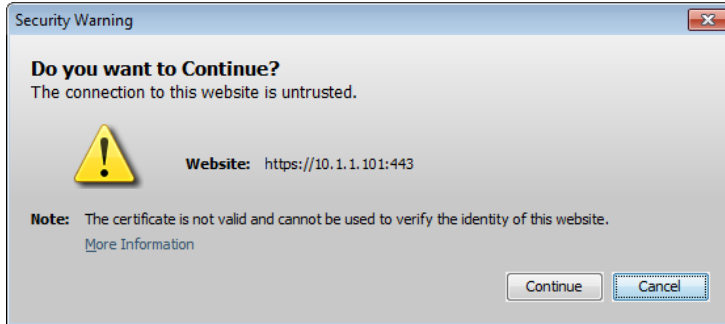 Security Warning
Do you want to Continue?
The connection to this website is untrusted.
Website: https://10.1.1.101:443
Note: The certificate is not valid and cannot be used to verify the identity of this website.
More Information
Continue Cancel